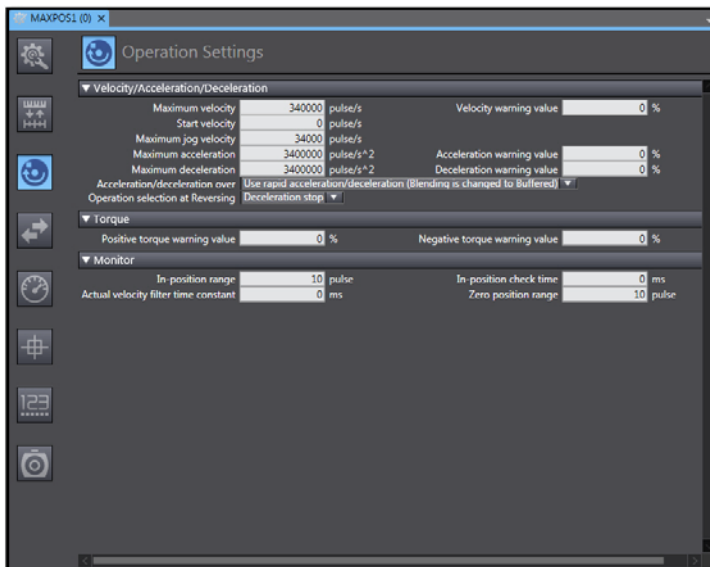 MAXPOS1 (0) ×
Operation Settings
▼ Velocity/Acceleration/Deceleration
Maximum velocity 340000 pulse/s Velocity warning value 0 %
Start velocity 0 pulse/s
Maximum jog velocity 34000 pulse/s
Maximum acceleration 3400000 pulse/s^2 Acceleration warning value 0 %
Maximum deceleration 3400000 pulse/s^2 Deceleration warning value 0 %
Acceleration/deceleration over Use rapid acceleration/deceleration (Blending is changed to Buffered) ▼
Operation selection at Reversing Deceleration stop ▼
▼ Torque
Positive torque warning value 0 % Negative torque warning value 0 %
▼ Monitor
In-position range 10 pulse In-position check time 0 ms
Actual velocity filter time constant 0 ms Zero position range 10 pulse
123